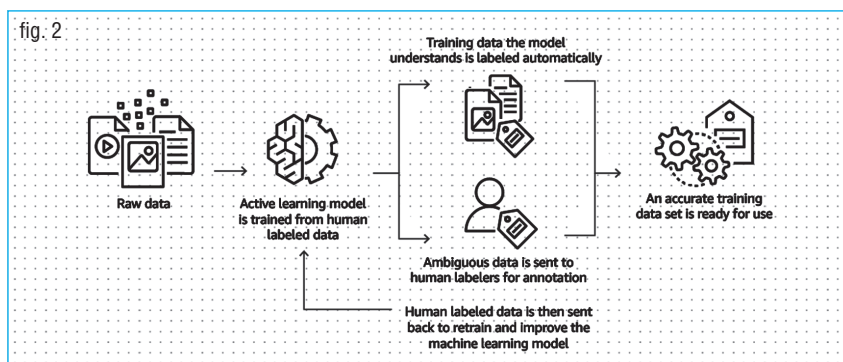 fig. 2
Training data the model
understands is labeled automatically
Raw data
Active learning model
is trained from human
labeled data
An accurate training
data set is ready for use
Ambiguous data is sent to
human labelers for annotation
Human labeled data is then sent
back to retrain and improve the
machine learning model